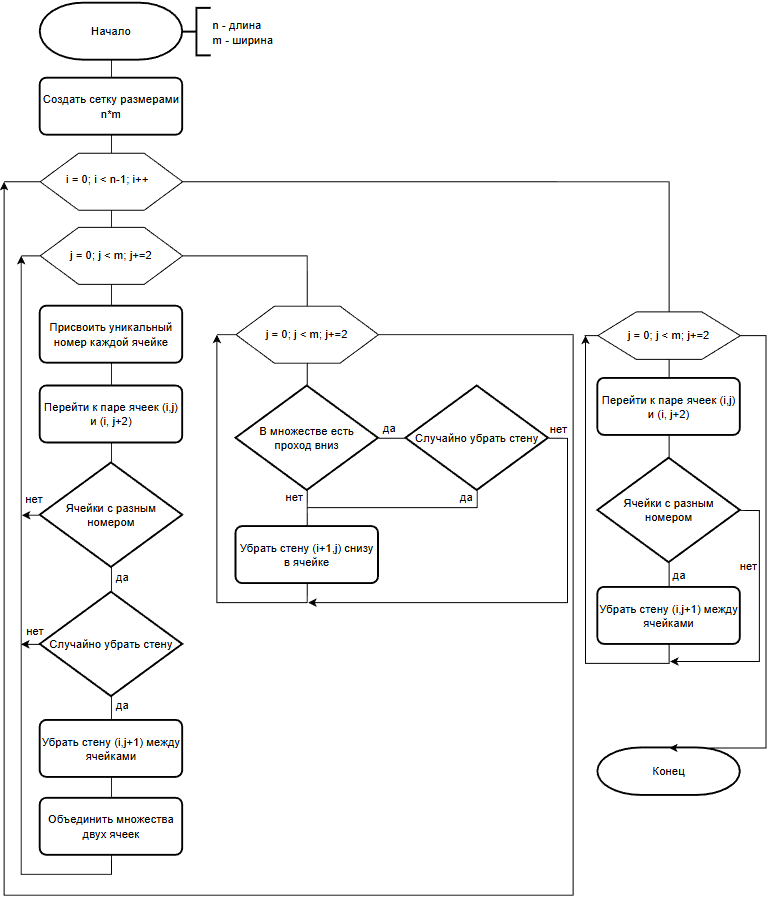 Начало
n - длина
m - ширина
Создать сетку размерами
n*m
i = 0; i < n-1; i++
j = 0; j < m; j+=2
Присвоить уникальный
номер каждой ячейке
Перейти к паре ячеек (i,j)
и (i, j+2)
нет
Ячейки с разным
номером
да
нет
Случайно убрать стену
да
Убрать стену (i,j+1) между
ячейками
Объединить множества
двух ячеек
j = 0; j < m; j+=2
В множестве есть
проход вниз
да
Случайно убрать стену
нет
нет
да
Убрать стену (i+1,j) снизу
в ячейке
j = 0; j < m; j+=2
Перейти к паре ячеек (i,j)
и (i, j+2)
Ячейки с разным
номером
нет
да
Убрать стену (i,j+1) между
ячейками
Конец